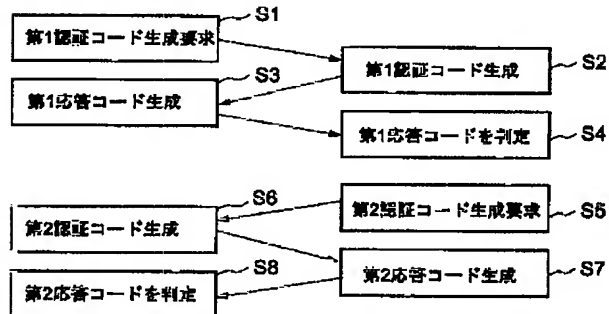 S1
第1認証コード生成要求
S2
第1認証コード生成
S3
第1応答コード生成
S4
第1応答コードを判定
S5
第2認証コード生成要求
S6
第2認証コード生成
S7
第2応答コード生成
S8
第2応答コードを判定